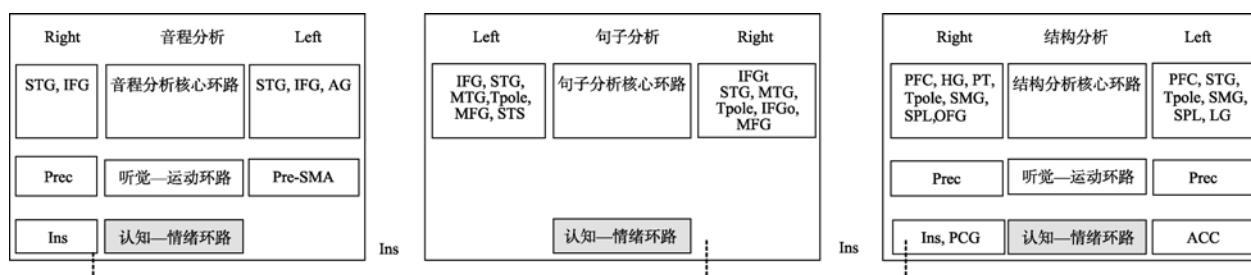 Right 音程分析 Left
STG, IFG 音程分析核心环路 STG, IFG, AG
Prec 听觉—运动环路 Pre-SMA
Ins 认知—情绪环路
Ins
Left 句子分析 Right
IFG, STG,
MTG,Tpole,
MFG, STS
句子分析核心环路
IFGt
STG, MTG,
Tpole, IFGo,
MFG
认知—情绪环路
Ins
Right 结构分析 Left
PFC, HG, PT,
Tpole, SMG,
SPL,OFG
结构分析核心环路
PFC, STG,
Tpole, SMG,
SPL, LG
Prec 听觉—运动环路 Prec
Ins, PCG 认知—情绪环路 ACC